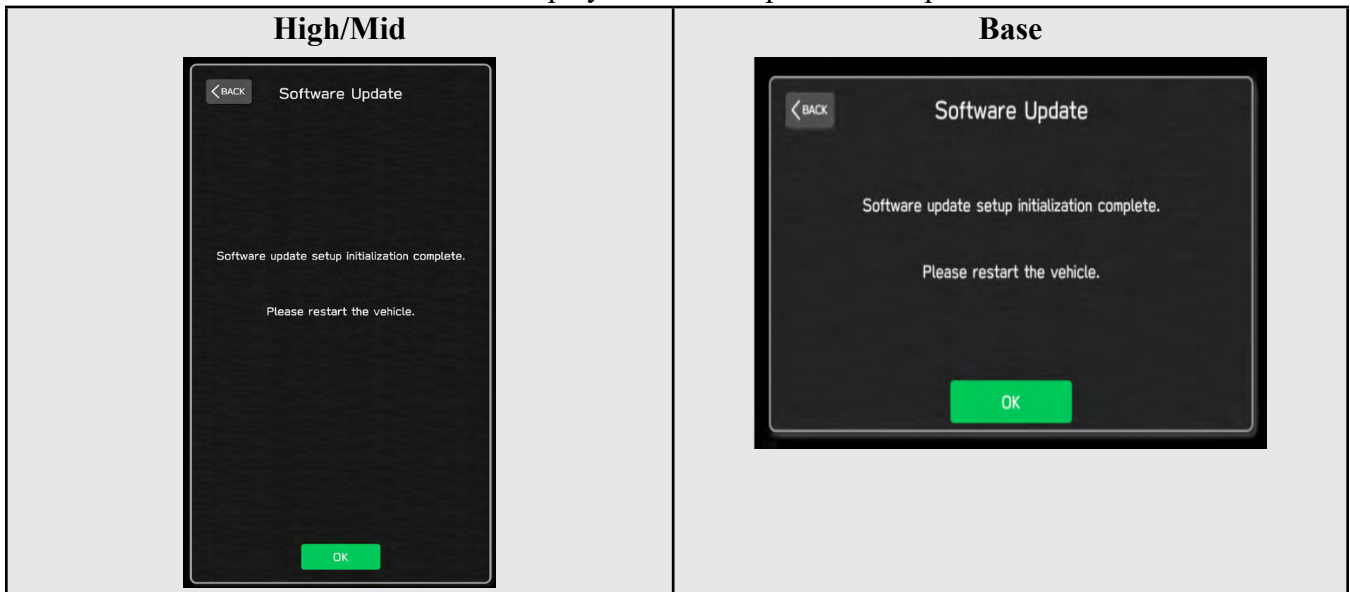 High/Mid
BACK
Software Update
Software update setup initialization complete.
Please restart the vehicle.
OK
Base
BACK
Software Update
Software update setup initialization complete.
Please restart the vehicle.
OK